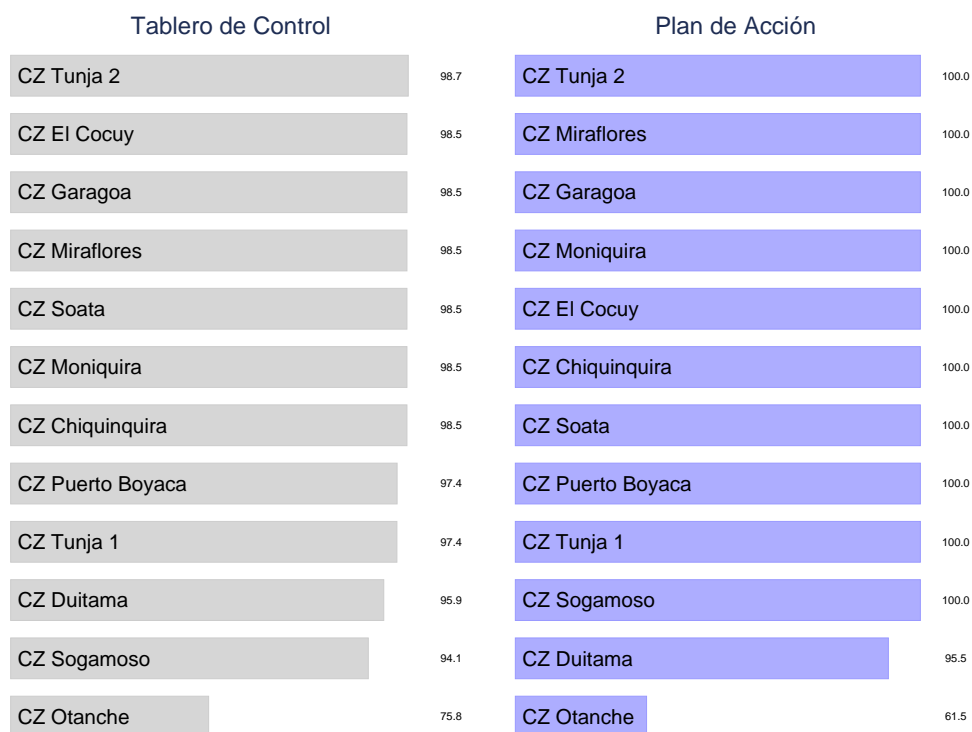 Tablero de Control
CZ Tunja 2 98.7
CZ El Cocuy 98.5
CZ Garagoa 98.5
CZ Miraflores 98.5
CZ Soata 98.5
CZ Moniquira 98.5
CZ Chiquinquira 98.5
CZ Puerto Boyaca 97.4
CZ Tunja 1 97.4
CZ Duitama 95.9
CZ Sogamoso 94.1
CZ Otanche 75.8
Plan de Acción
CZ Tunja 2 100.0
CZ Miraflores 100.0
CZ Garagoa 100.0
CZ Moniquira 100.0
CZ El Cocuy 100.0
CZ Chiquinquira 100.0
CZ Soata 100.0
CZ Puerto Boyaca 100.0
CZ Tunja 1 100.0
CZ Sogamoso 100.0
CZ Duitama 95.5
CZ Otanche 61.5